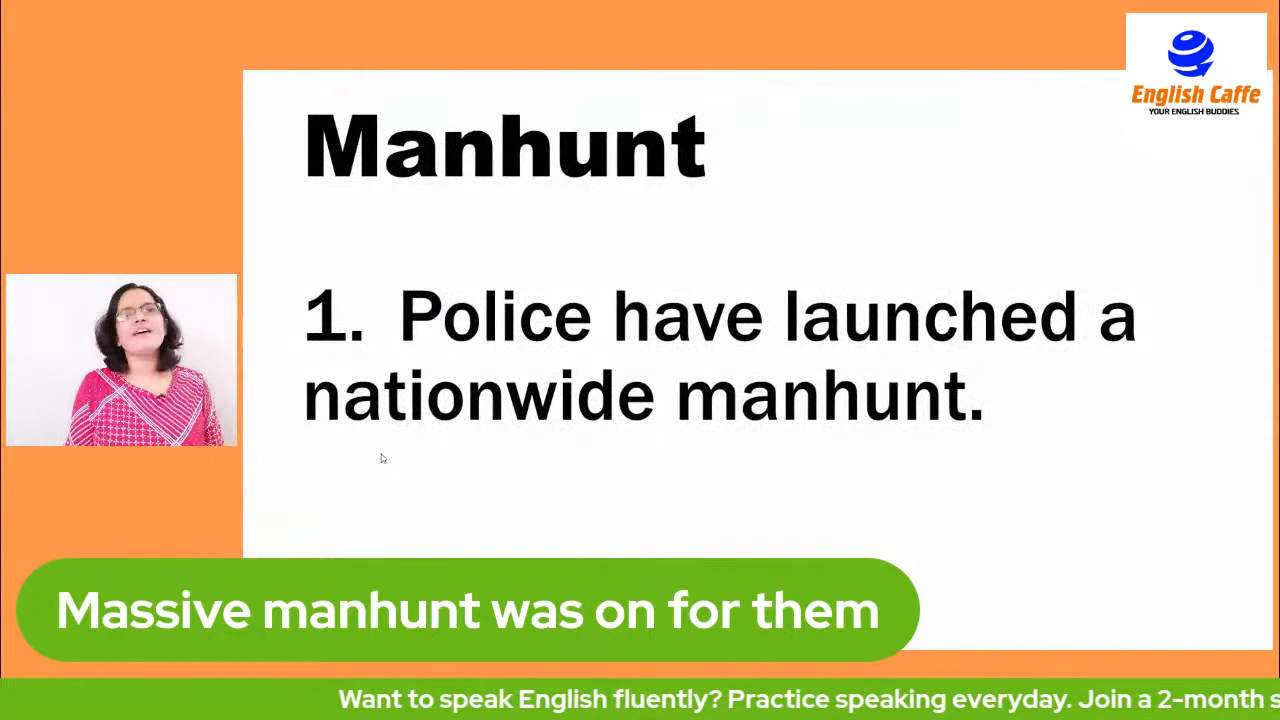 English Caffe
YOUR ENGLISH BUDDIES
Manhunt
1. Police have launched a
nationwide manhunt.
Massive manhunt was on for them
Want to speak English fluently? Practice speaking everyday. Join a 2-month s